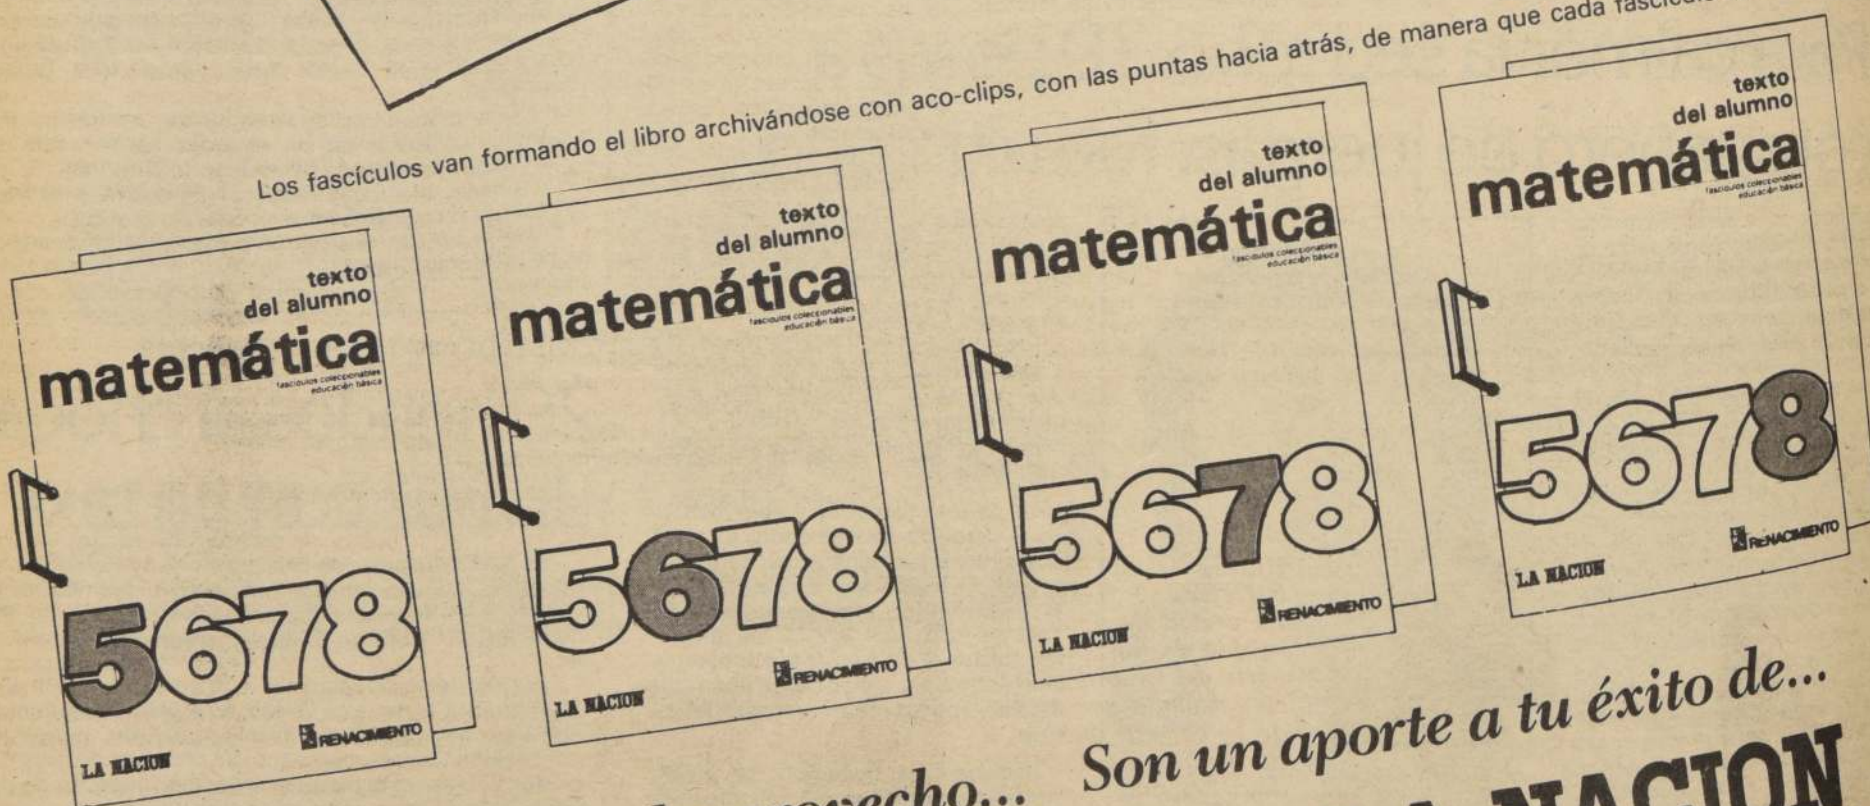 Los fascículos van formando el libro archivándose con aco-clips, con las puntas hacia atrás, de manera que cada
texto
del alumno
matemática
fascículos coleccionables
educación básica
5678
LA NACION
RENACIMIENTO
texto
del alumno
matemática
fascículos coleccionables
educación básica
5678
LA NACION
RENACIMIENTO
texto
del alumno
matemática
fascículos coleccionables
educación básica
5678
LA NACION
RENACIMIENTO
texto
del alumno
matemática
fascículos coleccionables
educación básica
5678
LA NACION
RENACIMIENTO
Son un aporte a tu éxito de...
NACION